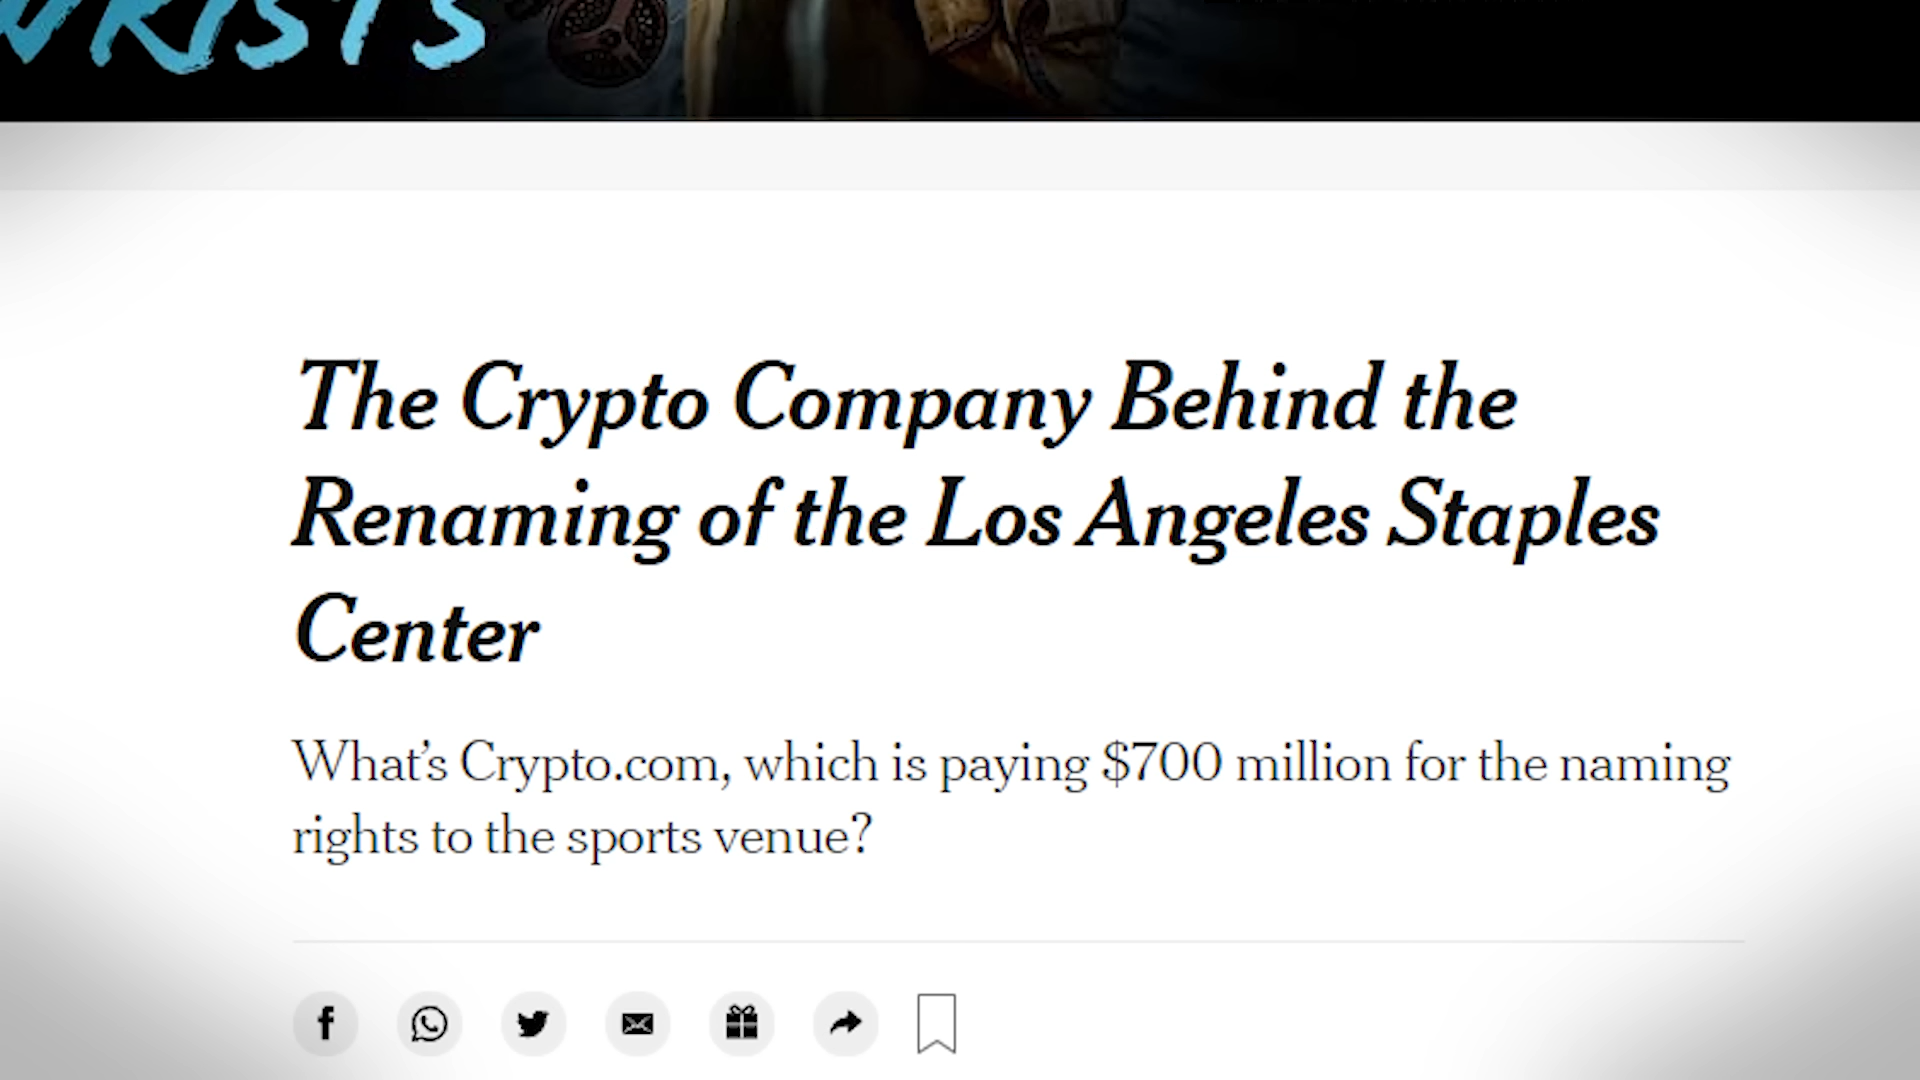 The Crypto Company Behind the
Renaming of the Los Angeles Staples
Center
What's Crypto.com, which is paying $700 million for the naming
rights to the sports venue?